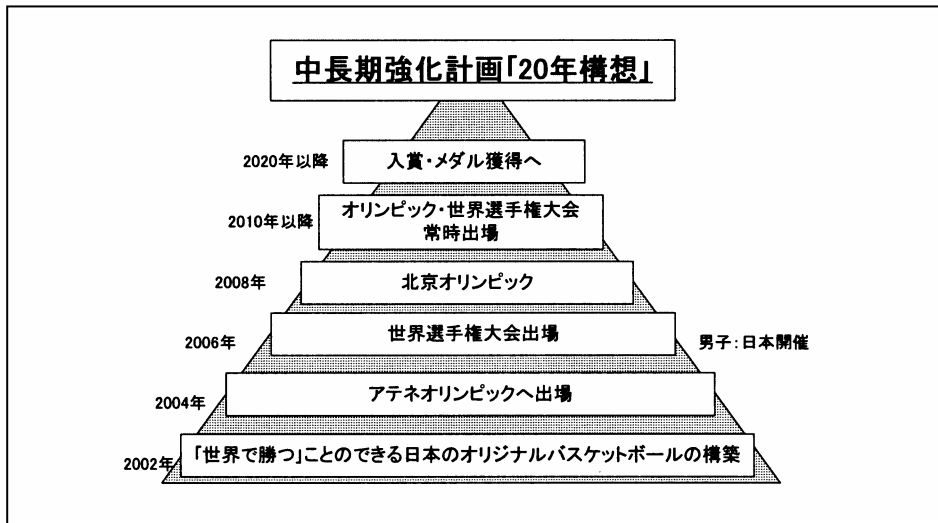 中長期強化計画「20年構想」
2020年以降
入賞・メダル獲得へ
2010年以降
オリンピック・世界選手権大会
常時出場
2008年
北京オリンピック
2006年
世界選手権大会出場
男子：日本開催
2004年
アテネオリンピックへ出場
2002年
「世界で勝つ」ことのできる日本のオリジナルバスケットボールの構築